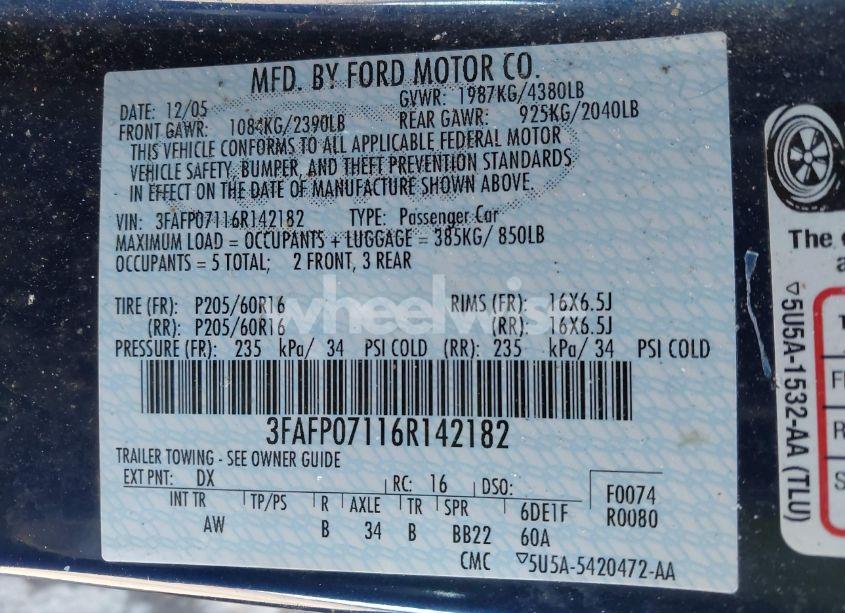 MFD. BY FORD MOTOR CO.
DATE: 12/05 GVWR: 1987KG/4380LB
FRONT GAWR: 1084KG/2390LB REAR GAWR: 925KG/2040LB
THIS VEHICLE CONFORMS TO ALL APPLICABLE FEDERAL MOTOR
VEHICLE SAFETY, BUMPER, AND THEFT PREVENTION STANDARDS
IN EFFECT ON THE DATE OF MANUFACTURE SHOWN ABOVE.
VIN: 3FAFP07116R142182 TYPE: Passenger Car
MAXIMUM LOAD = OCCUPANTS + LUGGAGE = 385KG/ 850LB
OCCUPANTS = 5 TOTAL; 2 FRONT, 3 REAR
TIRE (FR): P205/60R16 RIMS (FR): 16X6.5J
(RR): P205/60R16 (RR): 16X6.5J
PRESSURE (FR): 235 kPa/ 34 PSI COLD (RR): 235 kPa/ 34 PSI COLD
3FAFP07116R142182
TRAILER TOWING - SEE OWNER GUIDE
EXT PNT: DX RC: 16 DSO: F0074
INT TR TP/PS R AXLE TR SPR 6DE1F R0080
AW B 34 B BB22 60A
CMC ▽5U5A-5420472-AA
The
▽5U5A-1532-AA (TLU)